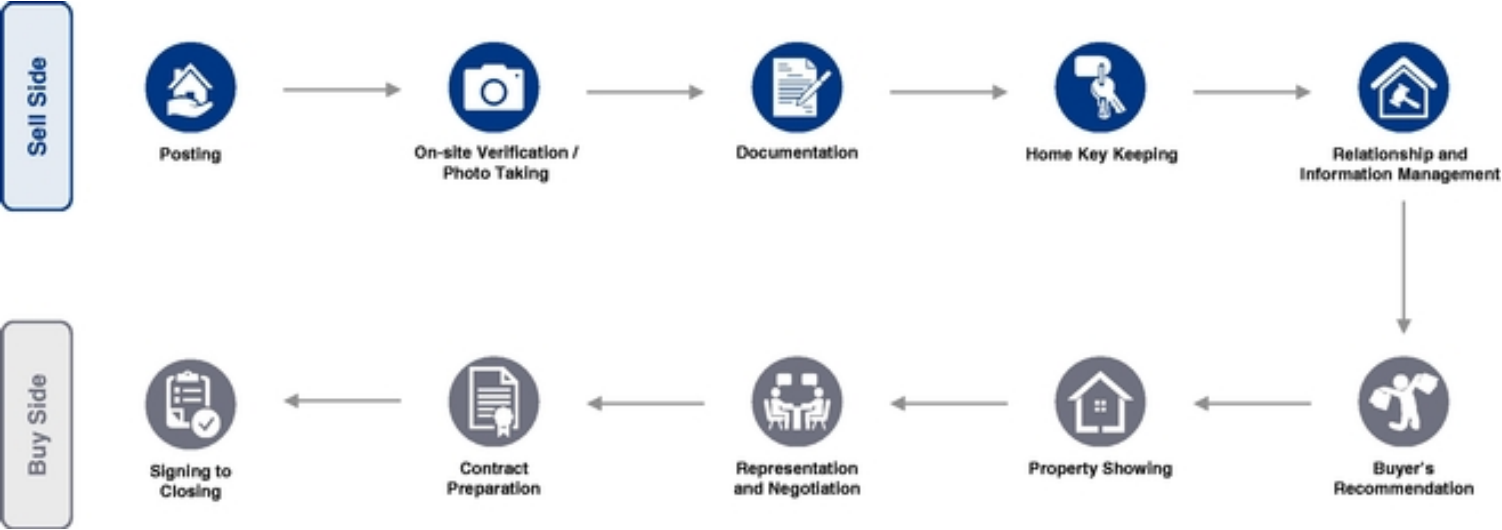 Sell Side
Posting
On-site Verification /
Photo Taking
Documentation
Home Key Keeping
Relationship and
Information Management
Buy Side
Signing to
Closing
Contract
Preparation
Representation
and Negotiation
Property Showing
Buyer's
Recommendation